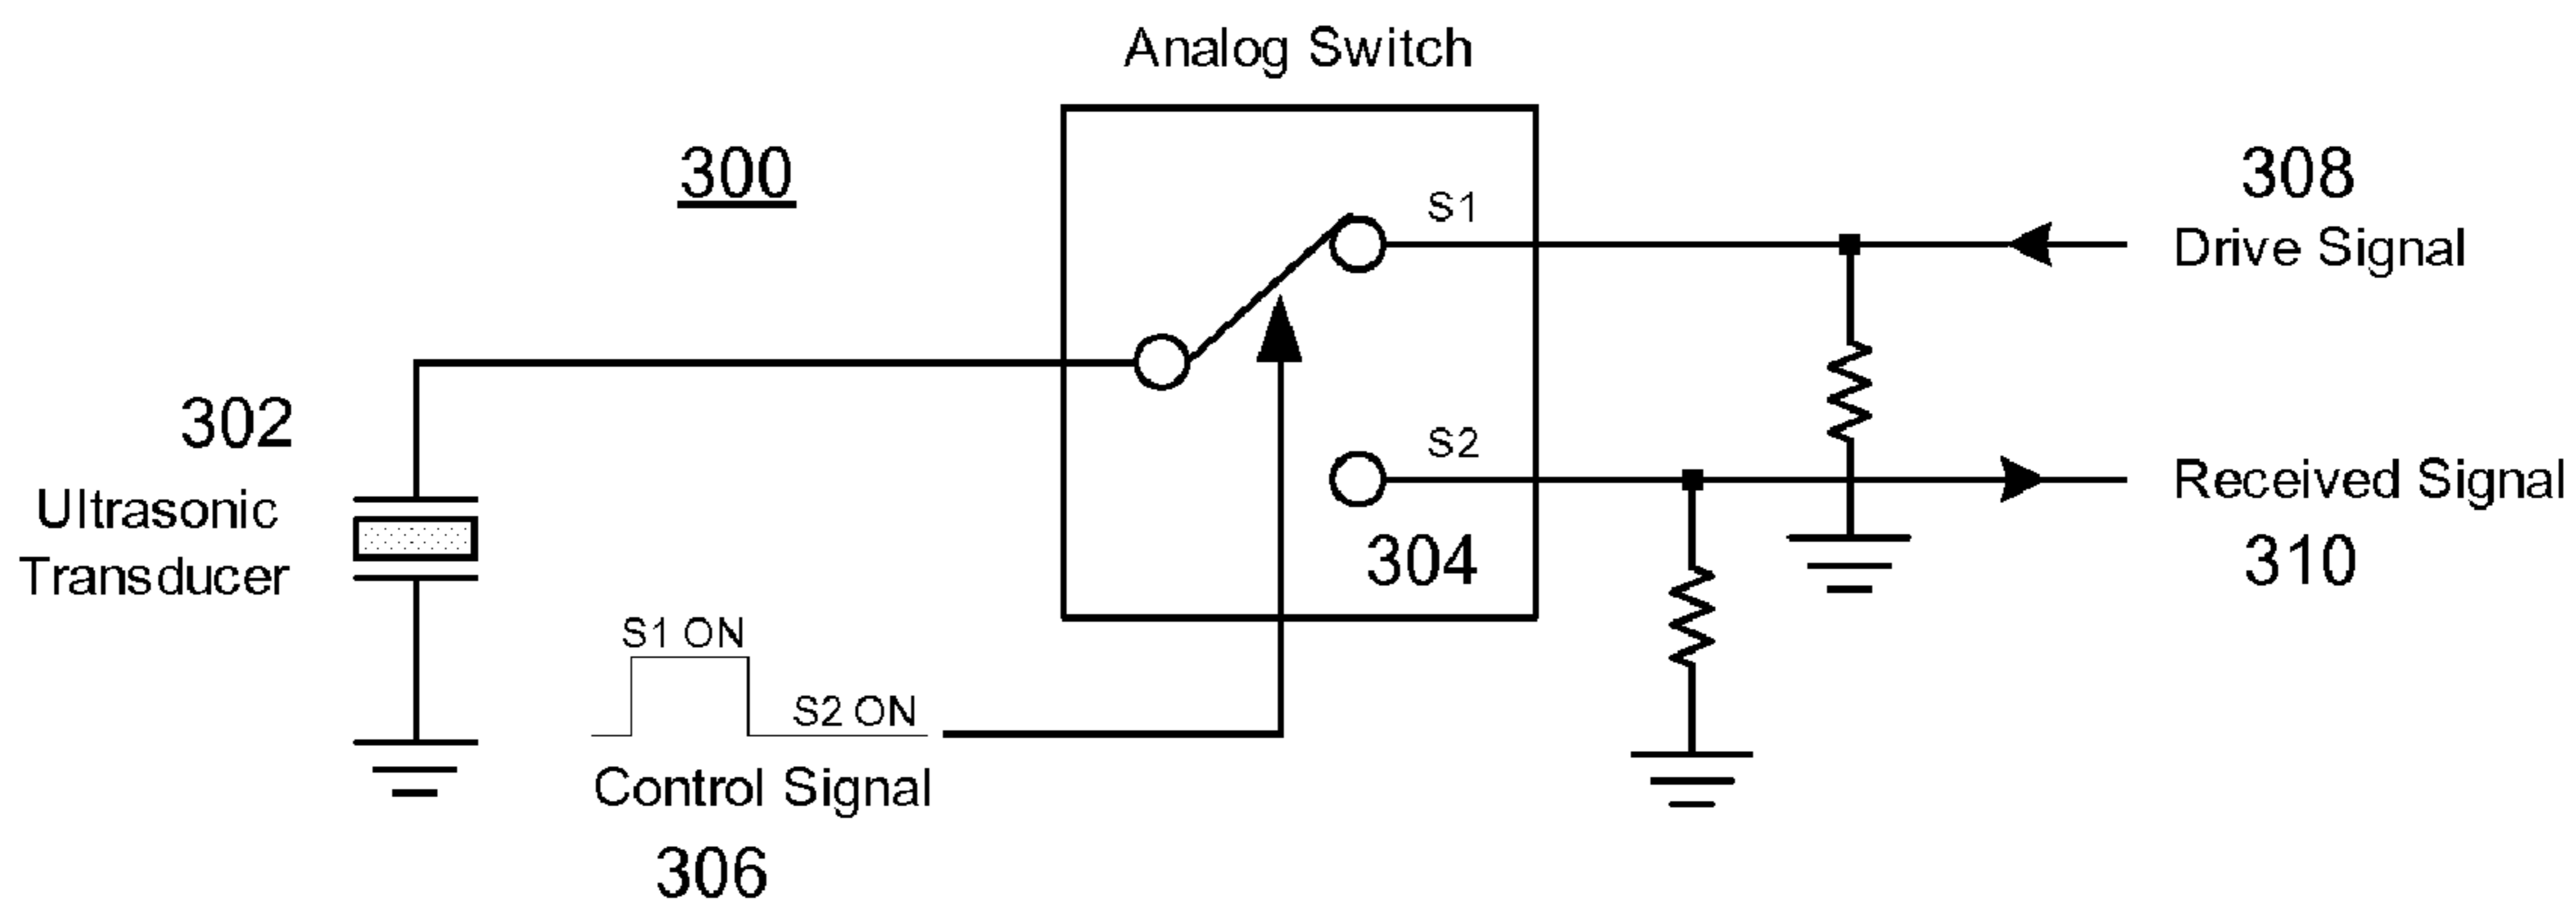 Analog Switch
300
S1
308
Drive Signal
302
Ultrasonic
Transducer
S2
304
Received Signal
310
S1 ON
S2 ON
Control Signal
306